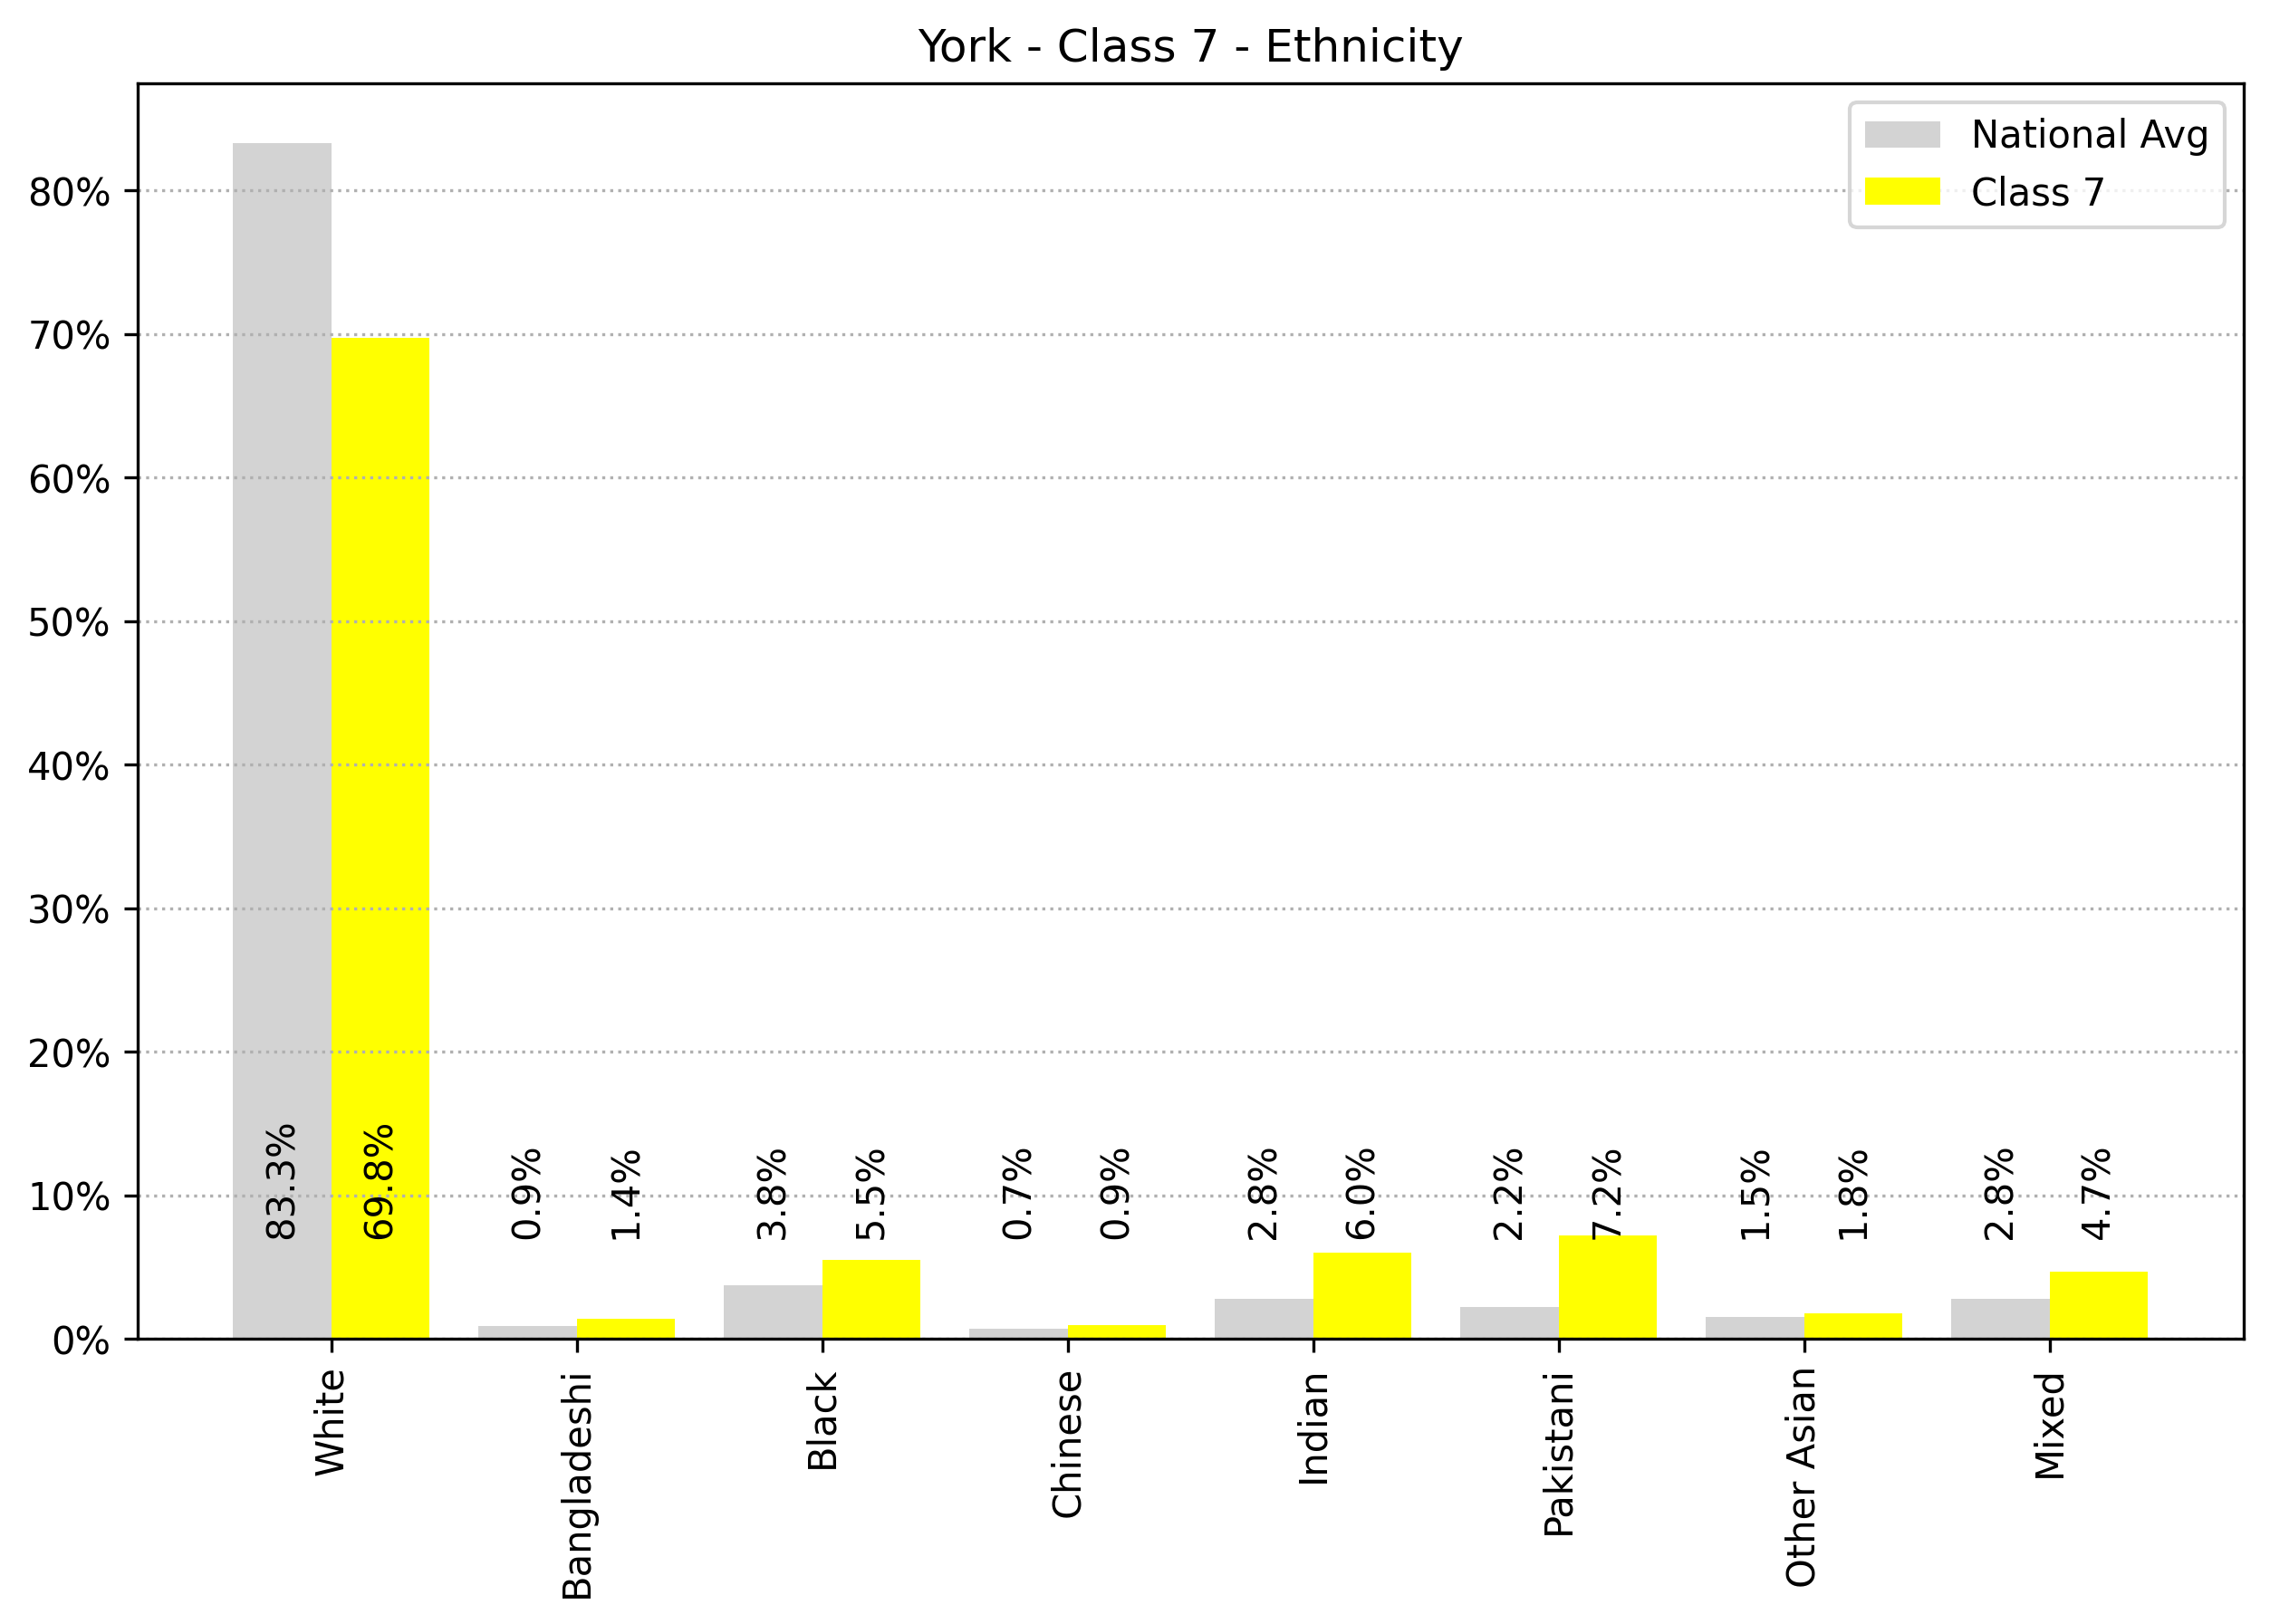 York - Class 7 - Ethnicity
National Avg
Class 7
80%
70%
60%
50%
40%
30%
20%
10%
0%
83.3%
69.8%
0.9%
1.4%
3.8%
5.5%
0.7%
0.9%
2.8%
6.0%
2.2%
7.2%
1.5%
1.8%
2.8%
4.7%
White
Bangladeshi
Black
Chinese
Indian
Pakistani
Other Asian
Mixed